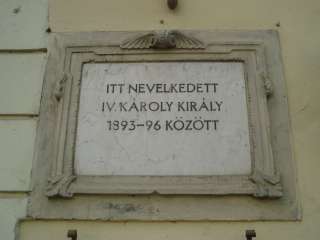 ITT NEVELKEDETT
IV. KÁROLY KIRÁLY
1893–96 KÖZÖTT